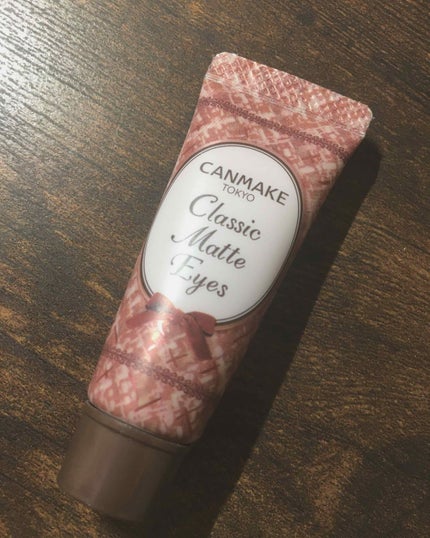 CANMAKE
TOKYO
Classic
Matte
Eyes